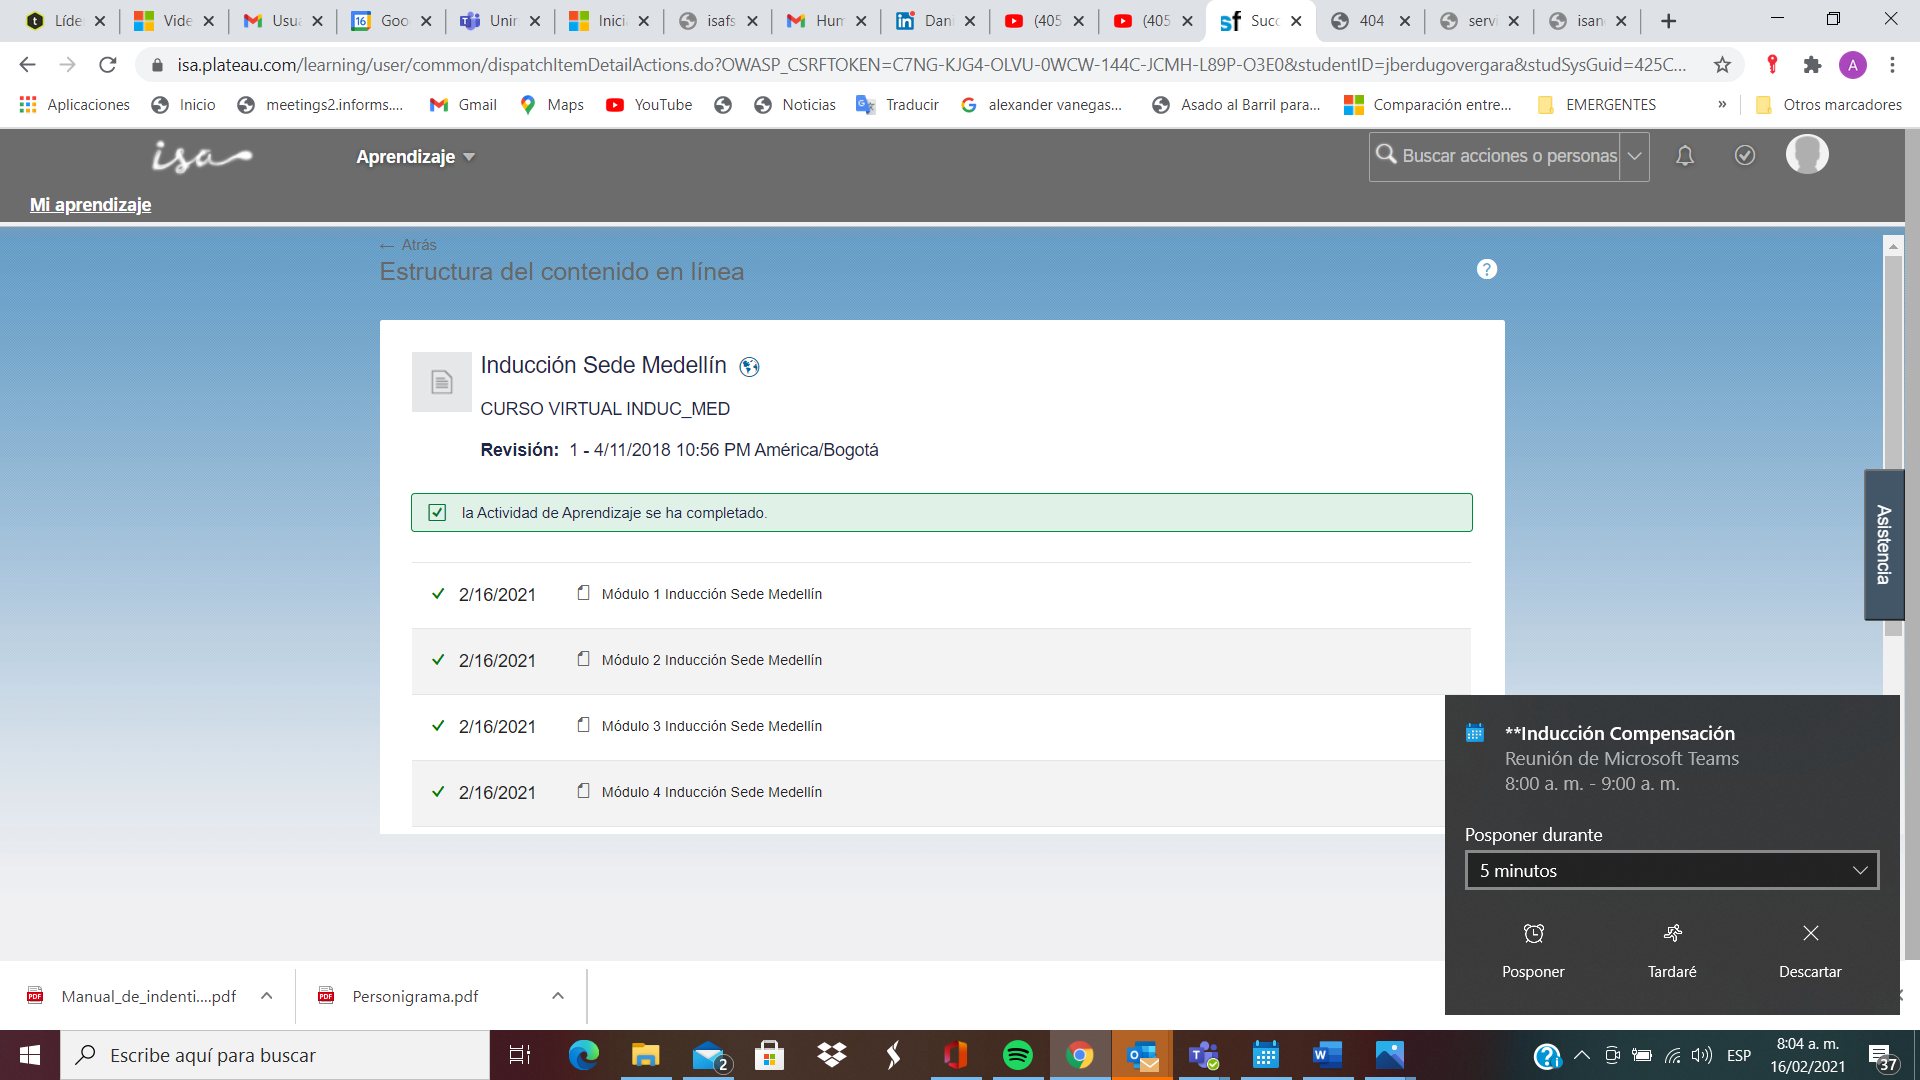 Líde
Vide
Usua
16
Goo
Unir
Inici
isafs
Hum
Dani
(405
(405
sf
Succ
404
servi
isan
isa.plateau.com/learning/user/common/dispatchItemDetailActions.do?OWASP_CSRFTOKEN=C7NG-KJG4-OLVU-0WCW-144C-JCMH-L89P-O3E0&studentID=jberdugovergara&studSysGuid=425C...
A
Aplicaciones
Inicio
meetings2.informs....
Gmail
Maps
YouTube
Noticias
Traducir
alexander vanegas...
Asado al Barril para...
Comparación entre...
EMERGENTES
»
Otros marcadores
isa
Aprendizaje
Buscar acciones o personas
Mi aprendizaje
← Atrás
Estructura del contenido en línea
?
Inducción Sede Medellín
CURSO VIRTUAL INDUC_MED
Revisión: 1 - 4/11/2018 10:56 PM América/Bogotá
la Actividad de Aprendizaje se ha completado.
2/16/2021 Módulo 1 Inducción Sede Medellín
2/16/2021 Módulo 2 Inducción Sede Medellín
2/16/2021 Módulo 3 Inducción Sede Medellín
2/16/2021 Módulo 4 Inducción Sede Medellín
Asistencia
**Inducción Compensación
Reunión de Microsoft Teams
8:00 a. m. - 9:00 a. m.
Posponer durante
5 minutos
Posponer
Tardaré
Descartar
PDF
Manual_de_indenti....pdf
PDF
Personigrama.pdf
Escribe aquí para buscar
2
ESP
8:04 a. m.
16/02/2021
37